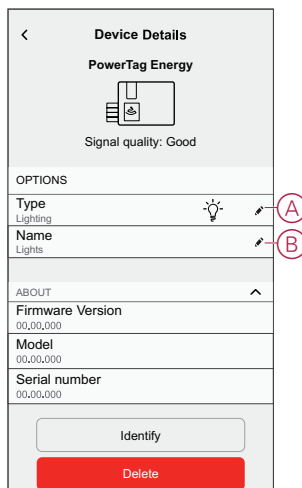 Device Details
PowerTag Energy
Signal quality: Good
OPTIONS
Type
Lighting
A
Name
Lights
B
ABOUT
Firmware Version
00.00.000
Model
00.00.000
Serial number
00.00.000
Identify
Delete